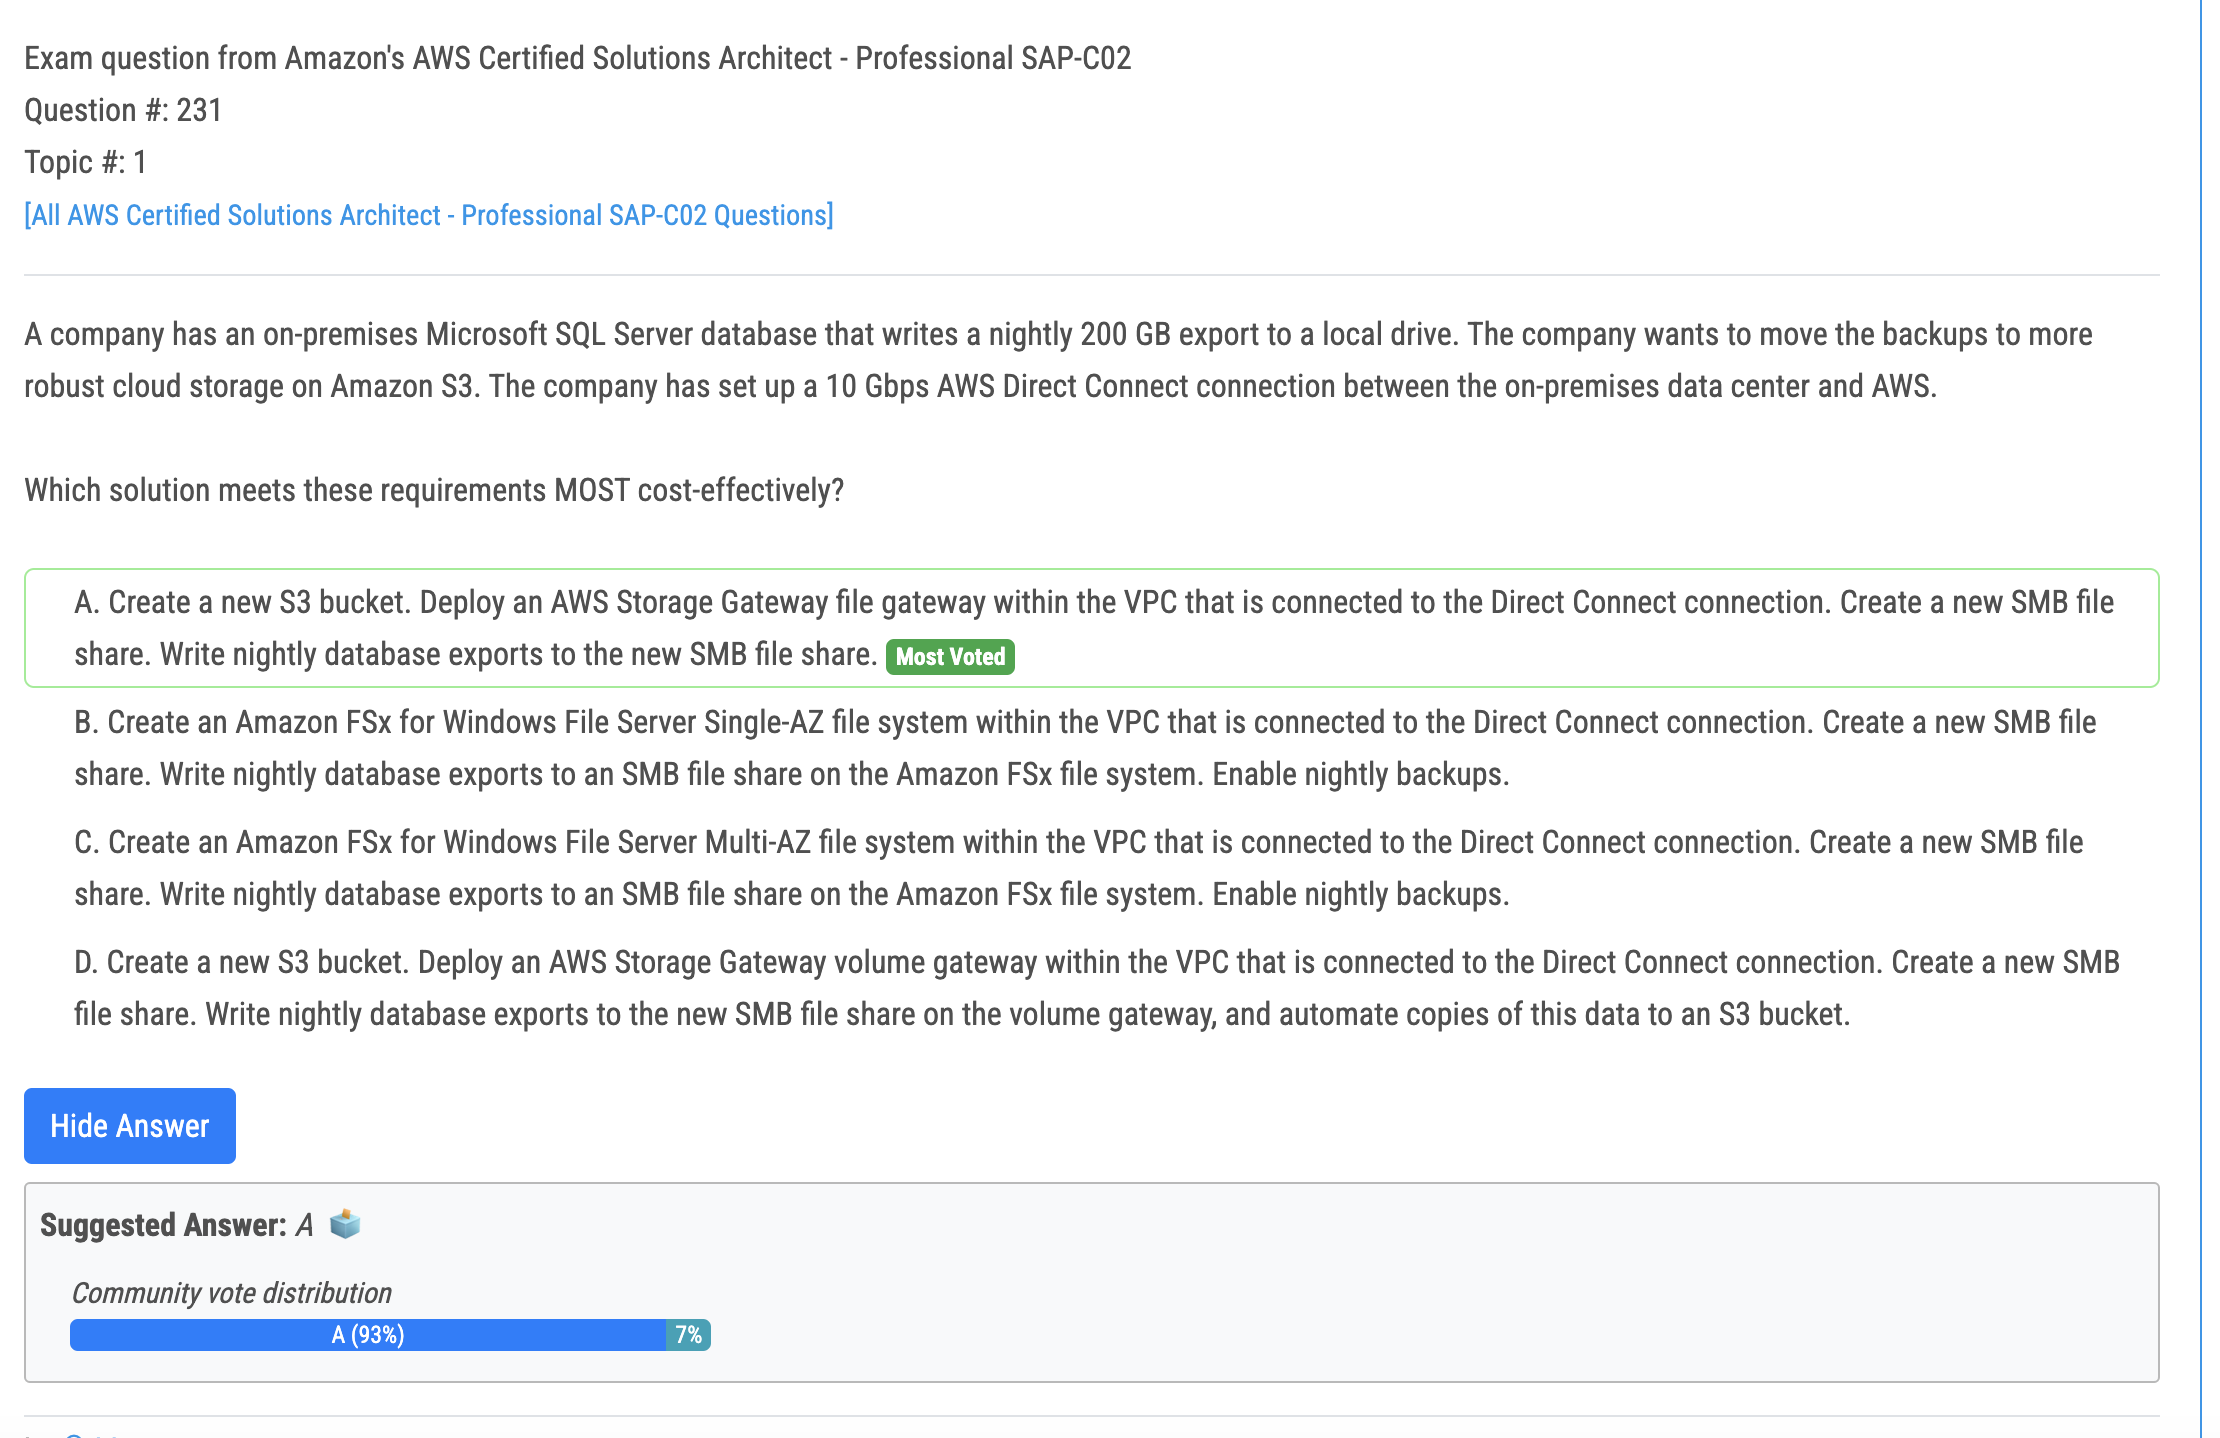 Exam question from Amazon's AWS Certified Solutions Architect - Professional SAP-C02
Question #: 231
Topic #: 1
[All AWS Certified Solutions Architect - Professional SAP-C02 Questions]
A company has an on-premises Microsoft SQL Server database that writes a nightly 200 GB export to a local drive. The company wants to move the backups to more
robust cloud storage on Amazon S3. The company has set up a 10 Gbps AWS Direct Connect connection between the on-premises data center and AWS.
Which solution meets these requirements MOST cost-effectively?
A. Create a new S3 bucket. Deploy an AWS Storage Gateway file gateway within the VPC that is connected to the Direct Connect connection. Create a new SMB file
share. Write nightly database exports to the new SMB file share. Most Voted
B. Create an Amazon FSx for Windows File Server Single-AZ file system within the VPC that is connected to the Direct Connect connection. Create a new SMB file
share. Write nightly database exports to an SMB file share on the Amazon FSx file system. Enable nightly backups.
C. Create an Amazon FSx for Windows File Server Multi-AZ file system within the VPC that is connected to the Direct Connect connection. Create a new SMB file
share. Write nightly database exports to an SMB file share on the Amazon FSx file system. Enable nightly backups.
D. Create a new S3 bucket. Deploy an AWS Storage Gateway volume gateway within the VPC that is connected to the Direct Connect connection. Create a new SMB
file share. Write nightly database exports to the new SMB file share on the volume gateway, and automate copies of this data to an S3 bucket.
Hide Answer
Suggested Answer: A
Community vote distribution
A (93%) 7%